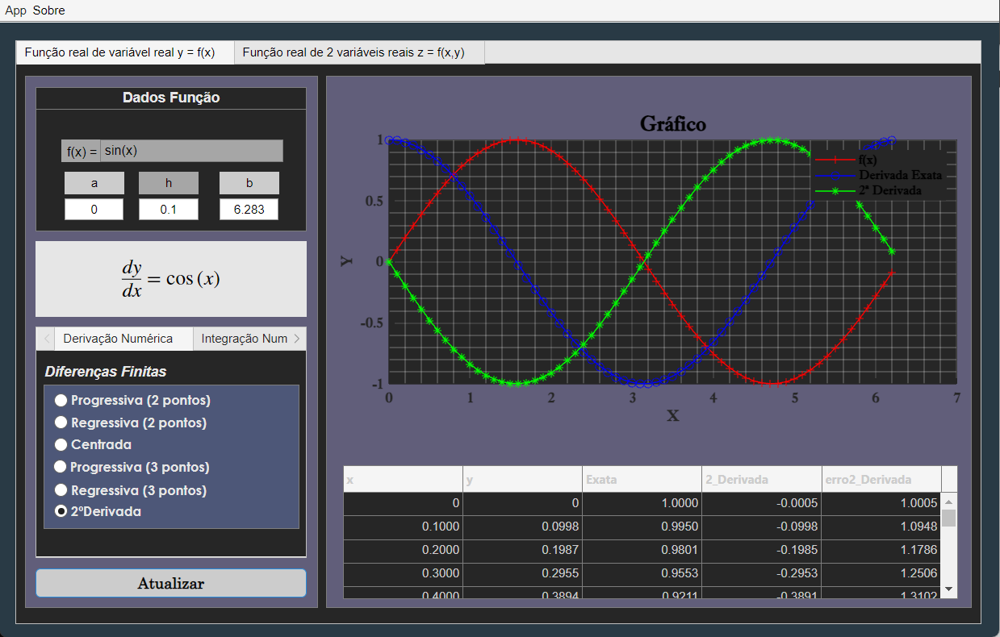 App Sobre
Função real de variável real y = f(x) Função real de 2 variáveis reais z = f(x,y)
Dados Função
f(x) = sin(x)
a h b
0 0.1 6.283
dy/dx = cos (x)
Derivação Numérica Integração Num
Diferenças Finitas
Progressiva (2 pontos)
Regressiva (2 pontos)
Centrada
Progressiva (3 pontos)
Regressiva (3 pontos)
2ºDerivada
Atualizar
Gráfico
1
0.5
0
-0.5
-1
Y
0 1 2 3 4 5 6 7
X
f(x)
Derivada Exata
2ª Derivada
x y Exata 2_Derivada erro2_Derivada
0 0 1.0000 -0.0005 1.0005
0.1000 0.0998 0.9950 -0.0998 1.0948
0.2000 0.1987 0.9801 -0.1985 1.1786
0.3000 0.2955 0.9553 -0.2953 1.2506
0.4000 0.3894 0.9211 -0.3891 1.3102